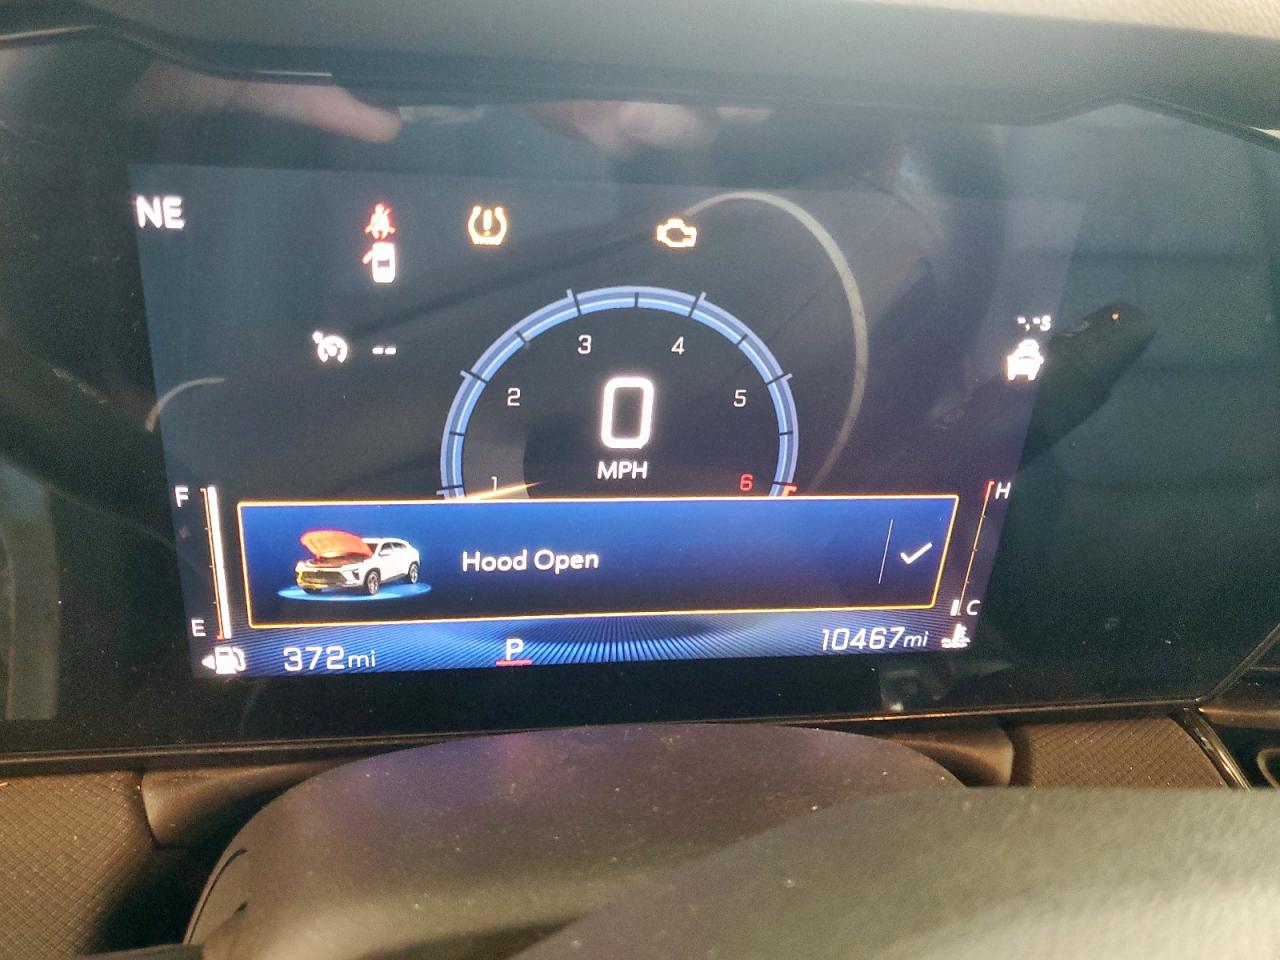 NE
3 4
2 5
0
MPH
1 6
F
H
Hood Open
E
C
372mi
P
10467mi